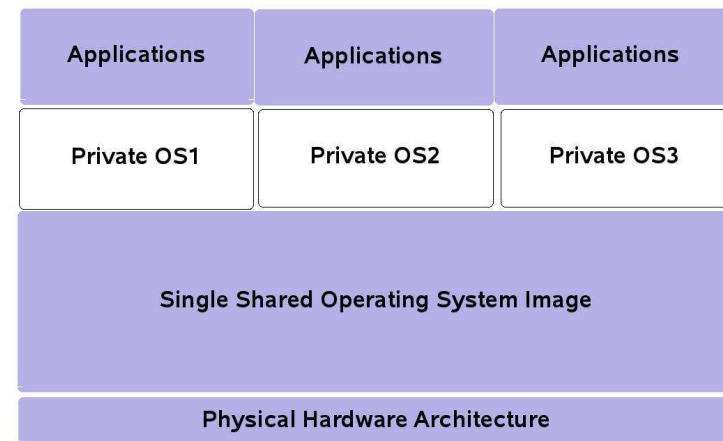 Applications
Applications
Applications
Private OS1
Private OS2
Private OS3
Single Shared Operating System Image
Physical Hardware Architecture